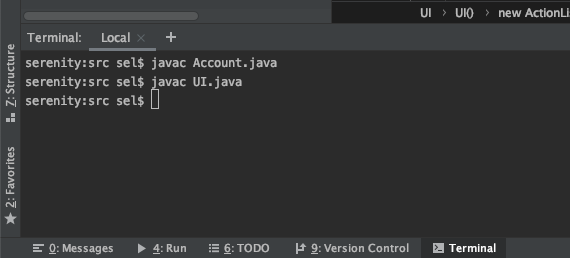 UI › UI() › new ActionLis
Terminal: Local × +
serenity:src sel$ javac Account.java
serenity:src sel$ javac UI.java
serenity:src sel$
Z: Structure
2: Favorites
0: Messages 4: Run 6: TODO 9: Version Control Terminal